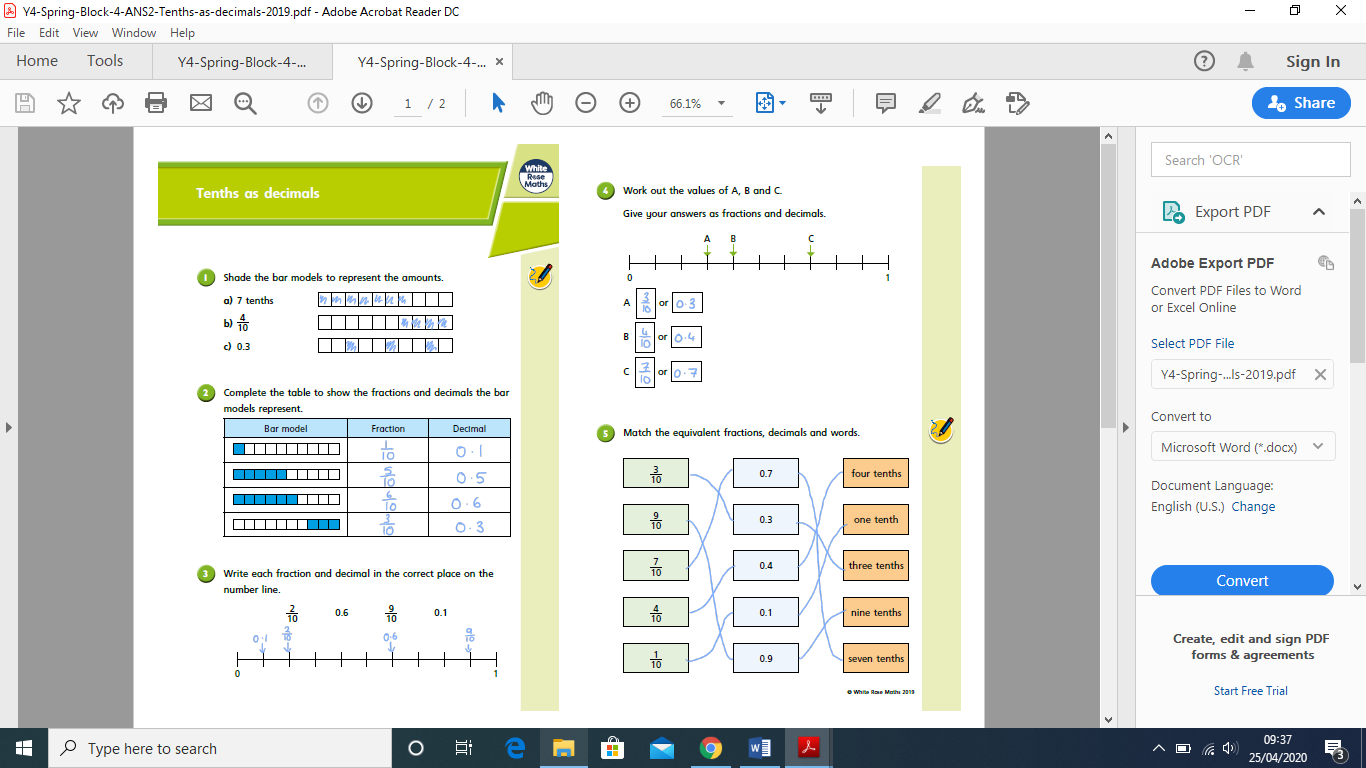 Y4-Spring-Block-4-ANS2-Tenths-as-decimals-2019.pdf - Adobe Acrobat Reader DC
File Edit View Window Help
Home Tools Y4-Spring-Block-4-... Y4-Spring-Block-4-... × Sign In
1 / 2 66.1% Share
Tenths as decimals
White Rose Maths
1 Shade the bar models to represent the amounts.
a) 7 tenths
b) 4/10
c) 0.3
2 Complete the table to show the fractions and decimals the bar
models represent.
Bar model Fraction Decimal
1/10 0.1
5/10 0.5
6/10 0.6
3/10 0.3
3 Write each fraction and decimal in the correct place on the
number line.
2/10 0.6 9/10 0.1
0.1 2/10 0.6 9/10
0 1
4 Work out the values of A, B and C.
Give your answers as fractions and decimals.
A B C
0 1
A 3/10 or 0.3
B 4/10 or 0.4
C 7/10 or 0.7
5 Match the equivalent fractions, decimals and words.
3/10 0.7 four tenths
9/10 0.3 one tenth
7/10 0.4 three tenths
4/10 0.1 nine tenths
1/10 0.9 seven tenths
© White Rose Maths 2019
Search 'OCR'
Export PDF
Adobe Export PDF
Convert PDF Files to Word
or Excel Online
Select PDF File
Y4-Spring-...ls-2019.pdf
Convert to
Microsoft Word (*.docx)
Document Language:
English (U.S.) Change
Convert
Create, edit and sign PDF
forms & agreements
Start Free Trial
Type here to search
09:37
25/04/2020
3